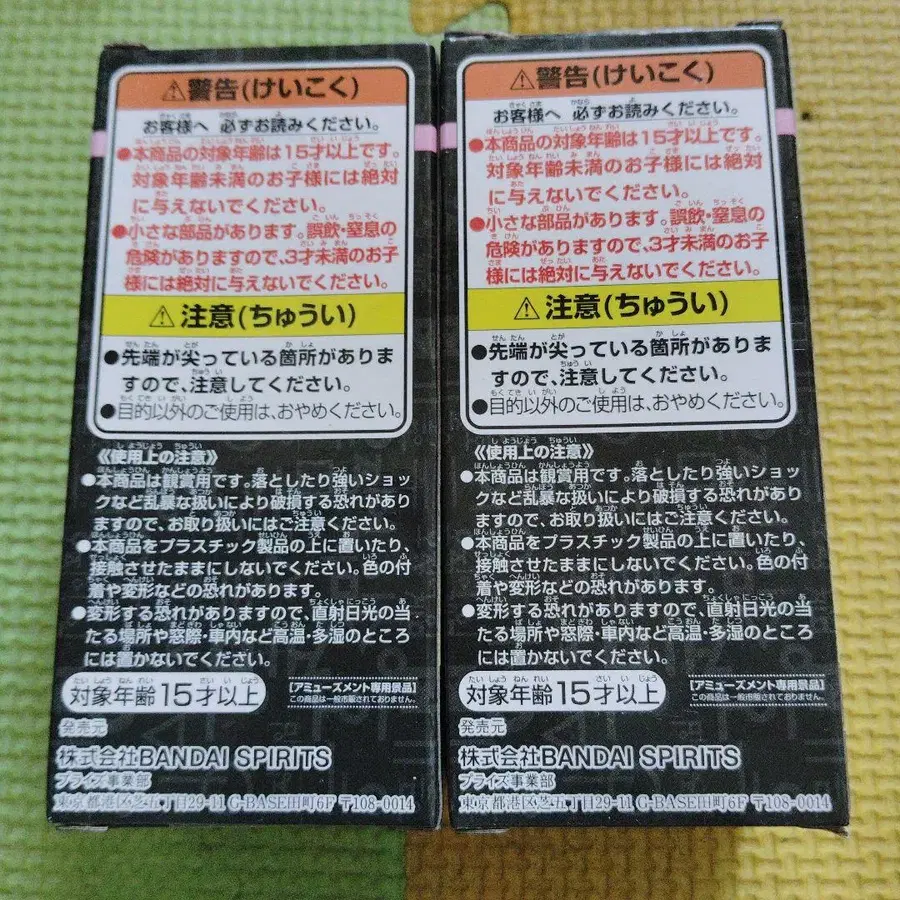 ⚠警告(けいこく)
お客様へ 必ずお読みください。
●本商品の対象年齢は15才以上です。
対象年齢未満のお子様には絶対
に与えないでください。
●小さな部品があります。誤飲・窒息の
危険がありますので、3才未満のお子
様には絶対に与えないでください。
⚠注意(ちゅうい)
●先端が尖っている箇所がありま
すので、注意してください。
●目的以外のご使用は、おやめください。
《使用上の注意》
●本商品は観賞用です。落としたり強いショッ
クなど乱暴な扱いにより破損する恐れがあり
ますので、お取り扱いにはご注意ください。
●本商品をプラスチック製品の上に置いたり、
接触させたままにしないでください。色の付
着や変形などの恐れがあります。
●変形する恐れがありますので、直射日光の当
たる場所や窓際・車内など高温・多湿のところ
には置かないでください。
対象年齢15才以上
【アミューズメント専用景品】
この商品は一般市販されておりません。
発売元
株式会社BANDAI SPIRITS
プライズ事業部
東京都港区芝五丁目29-11 G-BASE田町6F 〒108-0014
⚠警告(けいこく)
お客様へ 必ずお読みください。
●本商品の対象年齢は15才以上です。
対象年齢未満のお子様には絶対
に与えないでください。
●小さな部品があります。誤飲・窒息の
危険がありますので、3才未満のお子
様には絶対に与えないでください。
⚠注意(ちゅうい)
●先端が尖っている箇所がありま
すので、注意してください。
●目的以外のご使用は、おやめください。
《使用上の注意》
●本商品は観賞用です。落としたり強いショッ
クなど乱暴な扱いにより破損する恐れがあり
ますので、お取り扱いにはご注意ください。
●本商品をプラスチック製品の上に置いたり、
接触させたままにしないでください。色の付
着や変形などの恐れがあります。
●変形する恐れがありますので、直射日光の当
たる場所や窓際・車内など高温・多湿のところ
には置かないでください。
対象年齢15才以上
【アミューズメント専用景品】
この商品は一般市販されておりません。
発売元
株式会社BANDAI SPIRITS
プライズ事業部
東京都港区芝五丁目29-11 G-BASE田町6F 〒108-0014